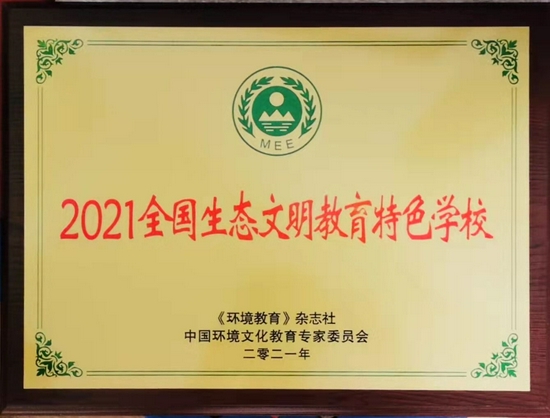 MEE
2021全国生态文明教育特色学校
《环境教育》杂志社
中国环境文化教育专家委员会
二零二一年